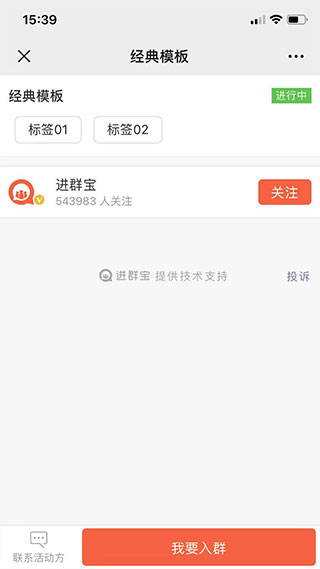 15:39
经典模板
经典模板
进行中
标签01 标签02
进群宝
543983 人关注
关注
进群宝 提供技术支持 投诉
联系活动方
我要入群